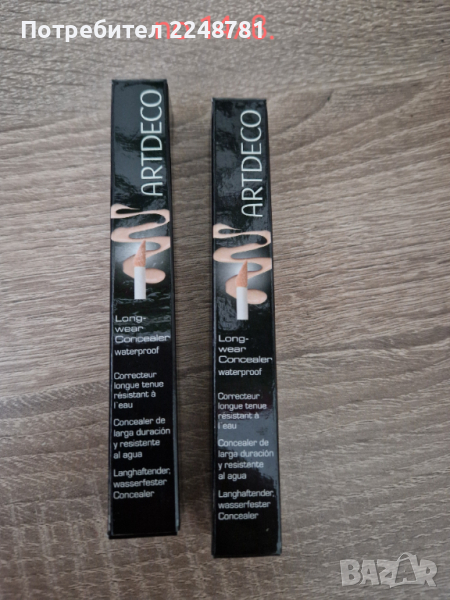 Потребител 2248781
ARTDECO
Long-
wear
Concealer
waterproof
Correcteur
longue tenue
résistant à
l'eau
Concealer de
larga duración
y resistente
al agua
Langhaftender,
wasserfester
Concealer
ARTDECO
Long-
wear
Concealer
waterproof
Correcteur
longue tenue
résistant à
l'eau
Concealer de
larga duración
y resistente
al agua
Langhaftender,
wasserfester
Concealer
BAZAR